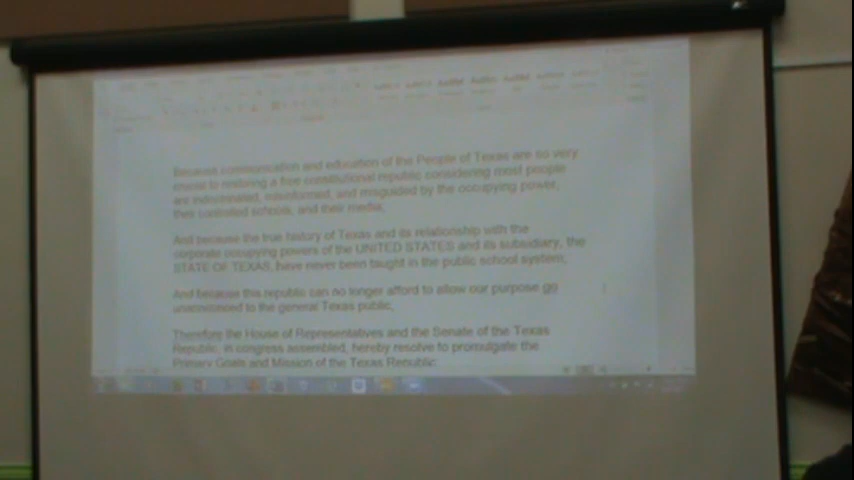 Because communication and education of the People of Texas are so very
crucial to restoring a free constitutional republic considering most people
are indoctrinated, misinformed, and misguided by the occupying power,
their controlled schools, and their media,
And because the true history of Texas and its relationship with the
corporate occupying powers of the UNITED STATES and its subsidiary, the
STATE OF TEXAS, have never been taught in the public school system,
And because this republic can no longer afford to allow our purpose go
to the general Texas public,
Therefore the House of Representatives and the Senate of the Texas
Republic, in congress assembled, hereby resolve to promulgate the
Primary Goals and Mission of the Texas Republic: